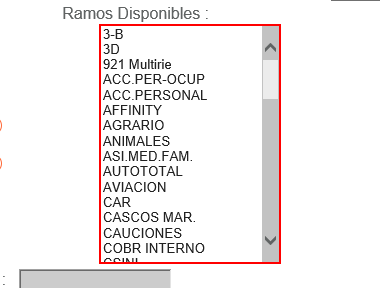 Ramos Disponibles :
3-B
3D
921 Multirie
ACC.PER-OCUP
ACC.PERSONAL
AFFINITY
AGRARIO
ANIMALES
ASI.MED.FAM.
AUTOTOTAL
AVIACION
CAR
CASCOS MAR.
CAUCIONES
COBR INTERNO
: